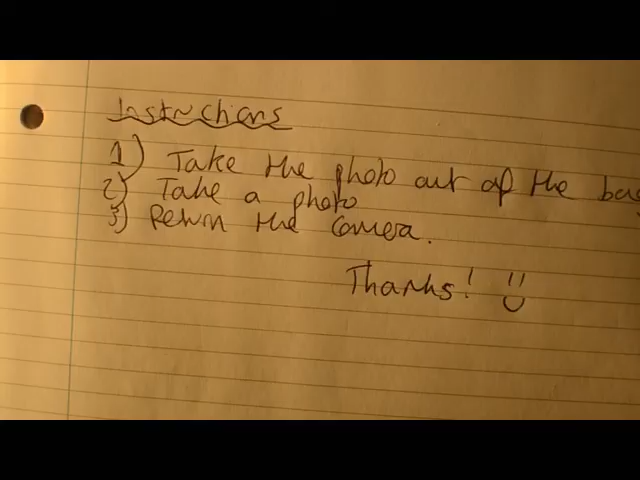 Instructions
1) Take the photo out of the bag
2) Take a photo
3) Return the camera.
Thanks! :)